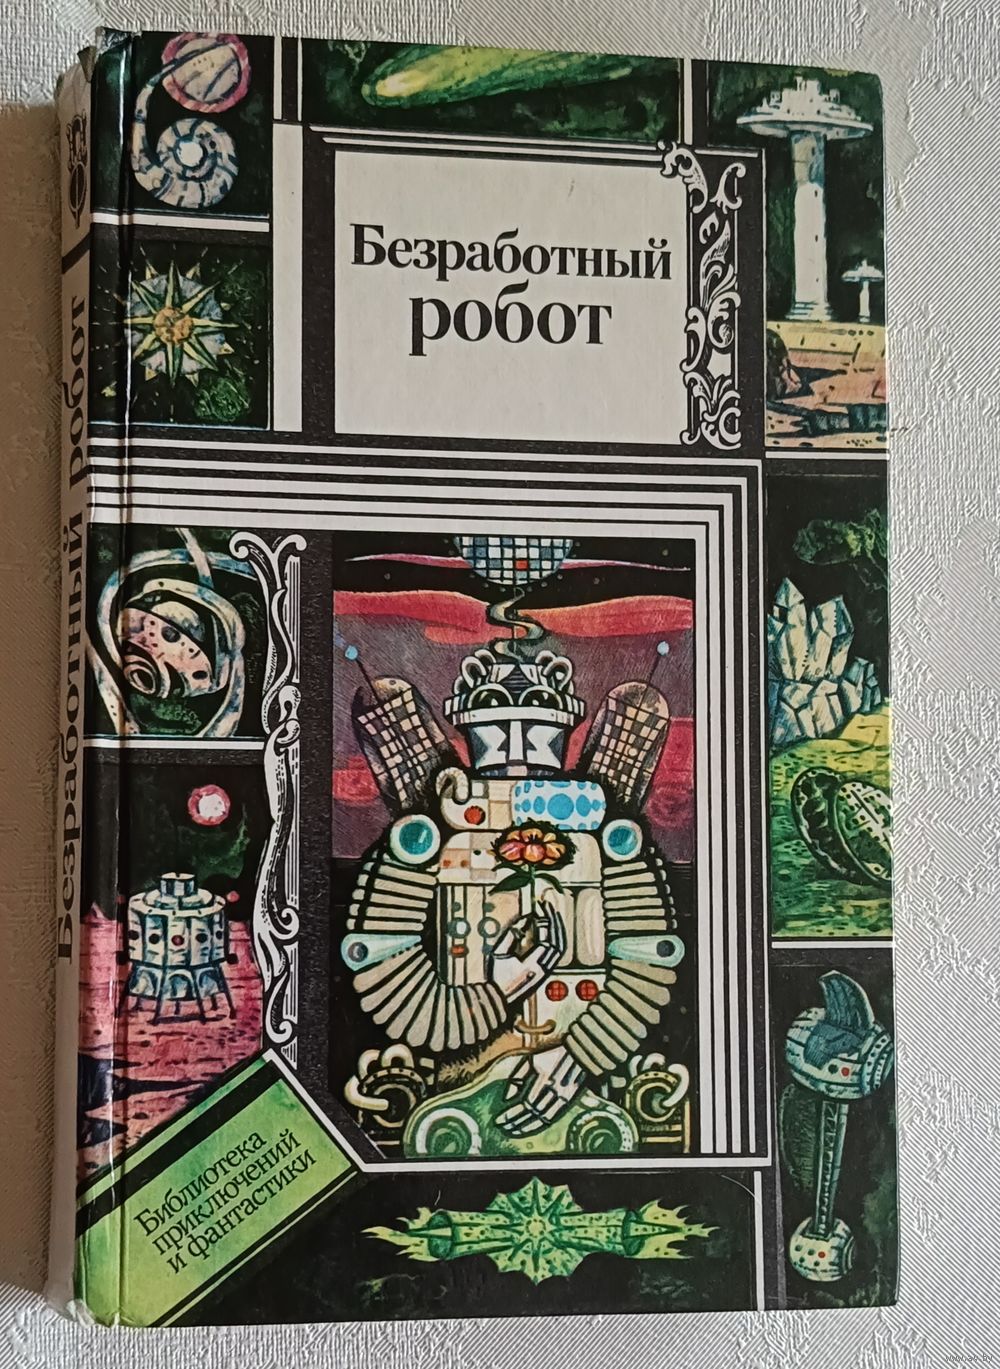 Безработный
робот
Безработный робот
Библиотека
приключений
и фантастики